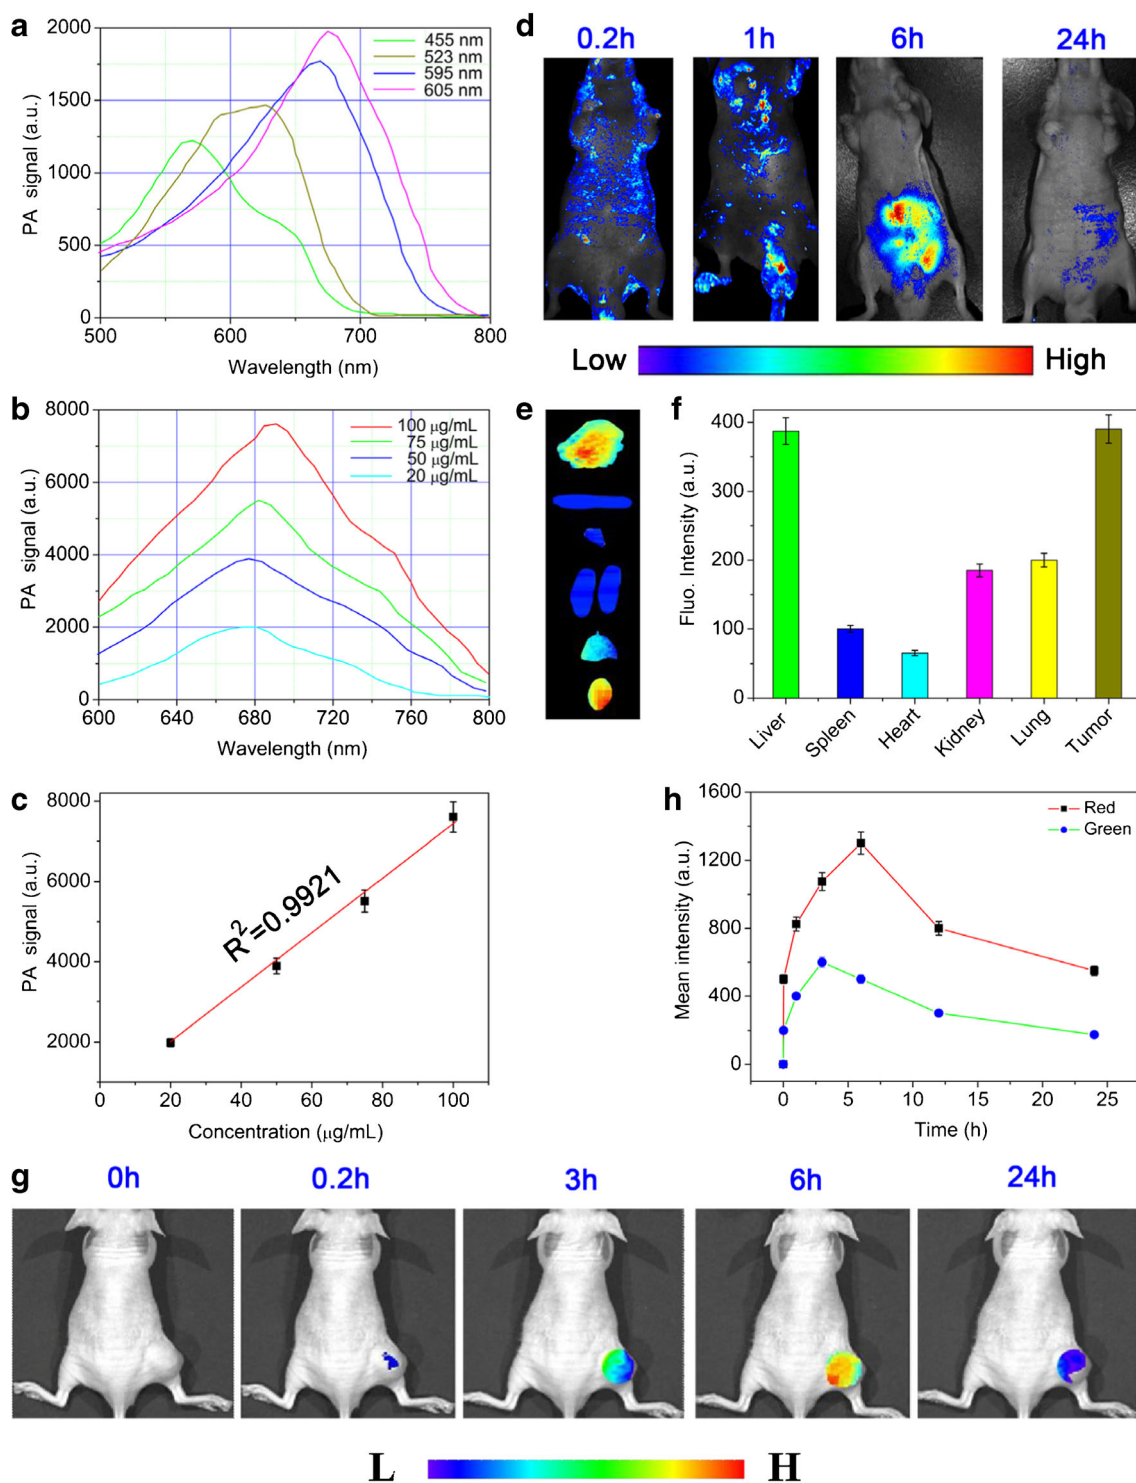 a
2000
1500
1000
500
0
PA signal (a.u.)
455 nm
523 nm
595 nm
605 nm
500 600 700 800
Wavelength (nm)
d
0.2h 1h 6h 24h
Low High
b
8000
6000
4000
2000
0
PA signal (a.u.)
100 μg/mL
75 μg/mL
50 μg/mL
20 μg/mL
600 640 680 720 760 800
Wavelength (nm)
e
f
400
300
200
100
0
Fluo. Intensity (a.u.)
Liver Spleen Heart Kidney Lung Tumor
c
8000
6000
4000
2000
PA signal (a.u.)
R²=0.9921
0 20 40 60 80 100
Concentration (μg/mL)
h
1600
1200
800
400
0
Mean intensity (a.u.)
Red
Green
0 5 10 15 20 25
Time (h)
g
0h 0.2h 3h 6h 24h
L H